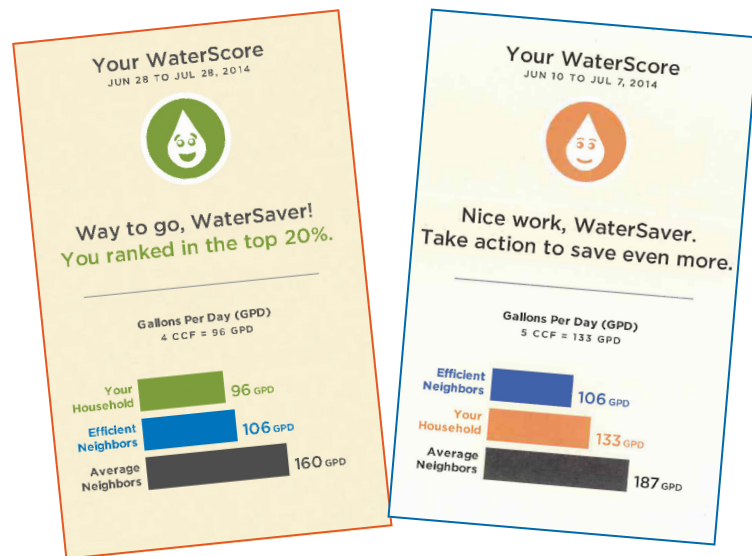 Your WaterScore
JUN 28 TO JUL 28, 2014
Way to go, WaterSaver!
You ranked in the top 20%.
Gallons Per Day (GPD)
4 CCF = 96 GPD
Your
Household
96 GPD
Efficient
Neighbors
106 GPD
Average
Neighbors
160 GPD
Your WaterScore
JUN 10 TO JUL 7, 2014
Nice work, WaterSaver.
Take action to save even more.
Gallons Per Day (GPD)
5 CCF = 133 GPD
Efficient
Neighbors
106 GPD
Your
Household
133 GPD
Average
Neighbors
187 GPD